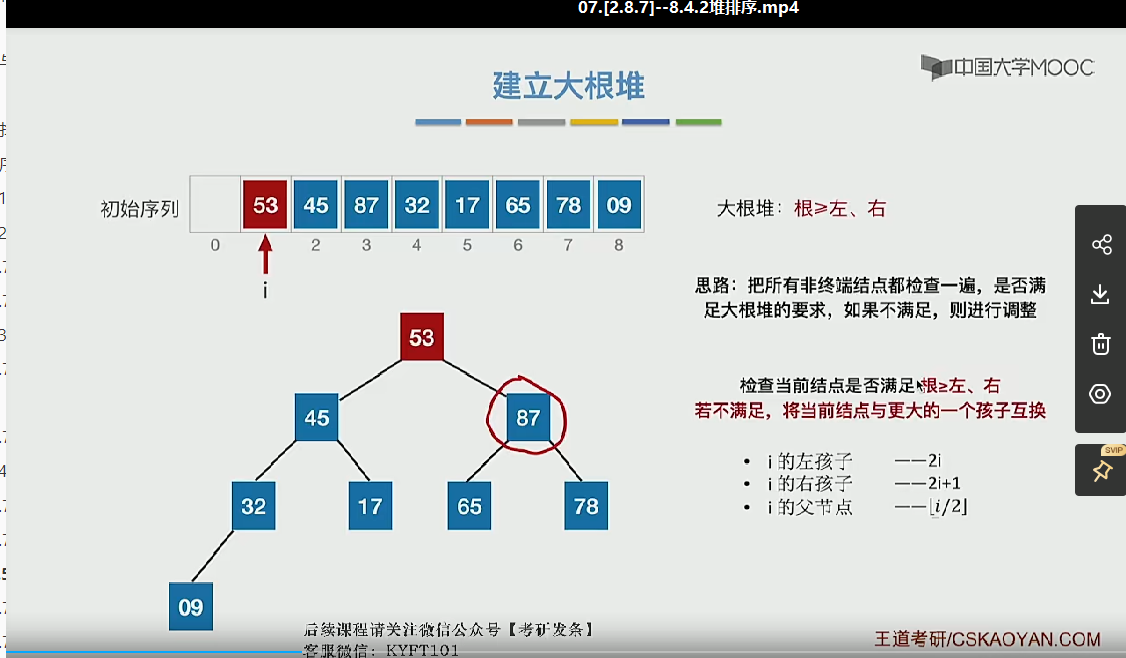 07.[2.8.7]--8.4.2堆排序.mp4
中国大学MOOC
建立大根堆
初始序列 53 45 87 32 17 65 78 09
0 2 3 4 5 6 7 8
i
大根堆：根≥左、右
思路：把所有非终端结点都检查一遍，是否满
足大根堆的要求，如果不满足，则进行调整
53
45 87
32 17 65 78
09
检查当前结点是否满足根≥左、右
若不满足，将当前结点与更大的一个孩子互换
• i 的左孩子 ——2i
• i 的右孩子 ——2i+1
• i 的父节点 ——⌊i/2⌋
SVIP
后续课程请关注微信公众号【考研发条】
客服微信：KYFT101
王道考研/CSKAOYAN.COM